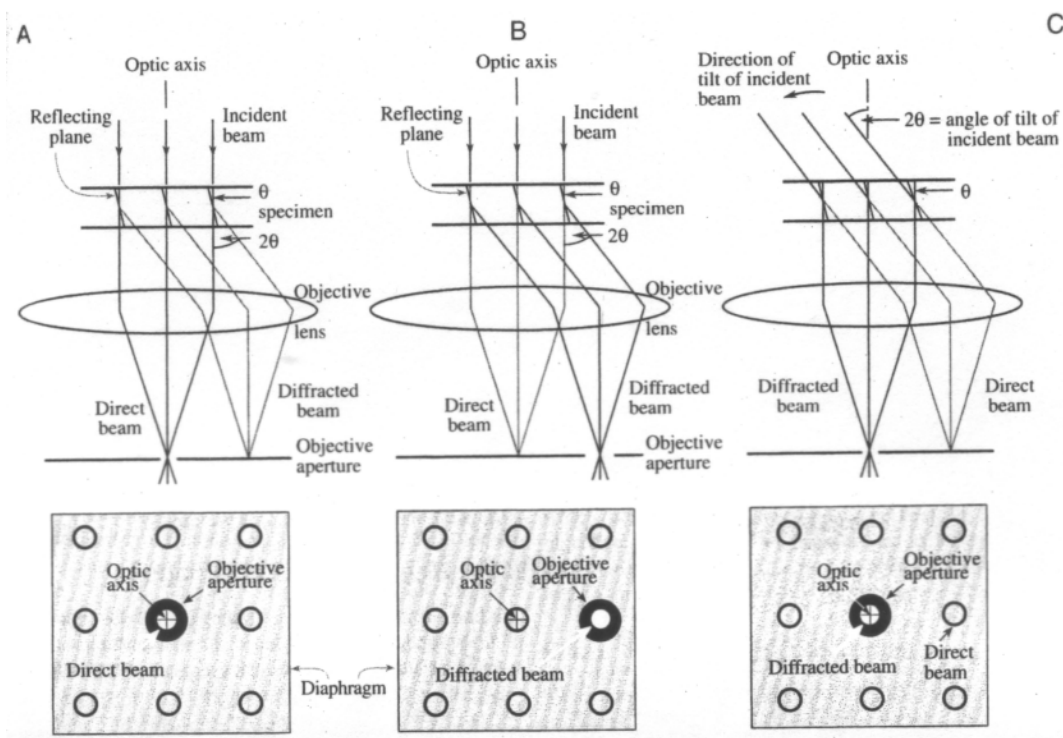 A
Optic axis
Reflecting
plane
Incident
beam
θ
specimen
2θ
Objective
lens
Direct
beam
Diffracted
beam
Objective
aperture
Optic
axis
Objective
aperture
Direct beam
Diaphragm
B
Optic axis
Reflecting
plane
Incident
beam
θ
specimen
2θ
Objective
lens
Direct
beam
Diffracted
beam
Objective
aperture
Optic
axis
Objective
aperture
Diffracted beam
C
Direction of
tilt of incident
beam
Optic axis
2θ = angle of tilt of
incident beam
θ
Diffracted
beam
Direct
beam
Optic
axis
Objective
aperture
Diffracted beam
Direct
beam